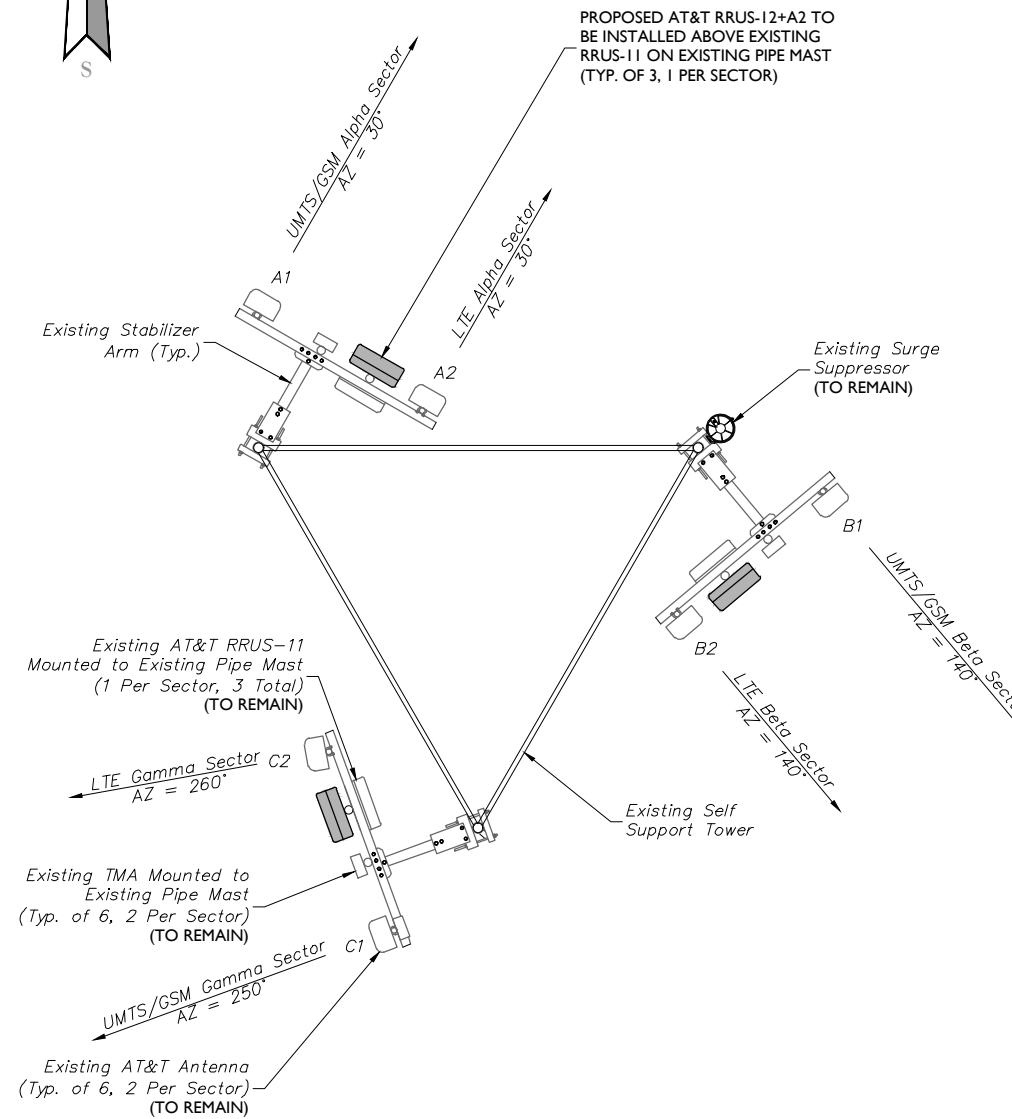 S
PROPOSED AT&T RRUS-12+A2 TO
BE INSTALLED ABOVE EXISTING
RRUS-11 ON EXISTING PIPE MAST
(TYP. OF 3, 1 PER SECTOR)
UMTS/GSM Alpha Sector
AZ = 30°
LTE Alpha Sector
AZ = 30°
A1
A2
Existing Stabilizer
Arm (Typ.)
Existing Surge
Suppressor
(TO REMAIN)
B1
B2
UMTS/GSM Beta Secto
AZ = 140°
LTE Beta Sector
AZ = 140°
Existing AT&T RRUS-11
Mounted to Existing Pipe Mast
(1 Per Sector, 3 Total)
(TO REMAIN)
LTE Gamma Sector
AZ = 260°
C2
Existing Self
Support Tower
Existing TMA Mounted to
Existing Pipe Mast
(Typ. of 6, 2 Per Sector)
(TO REMAIN)
C1
UMTS/GSM Gamma Sector
AZ = 250°
Existing AT&T Antenna
(Typ. of 6, 2 Per Sector)
(TO REMAIN)